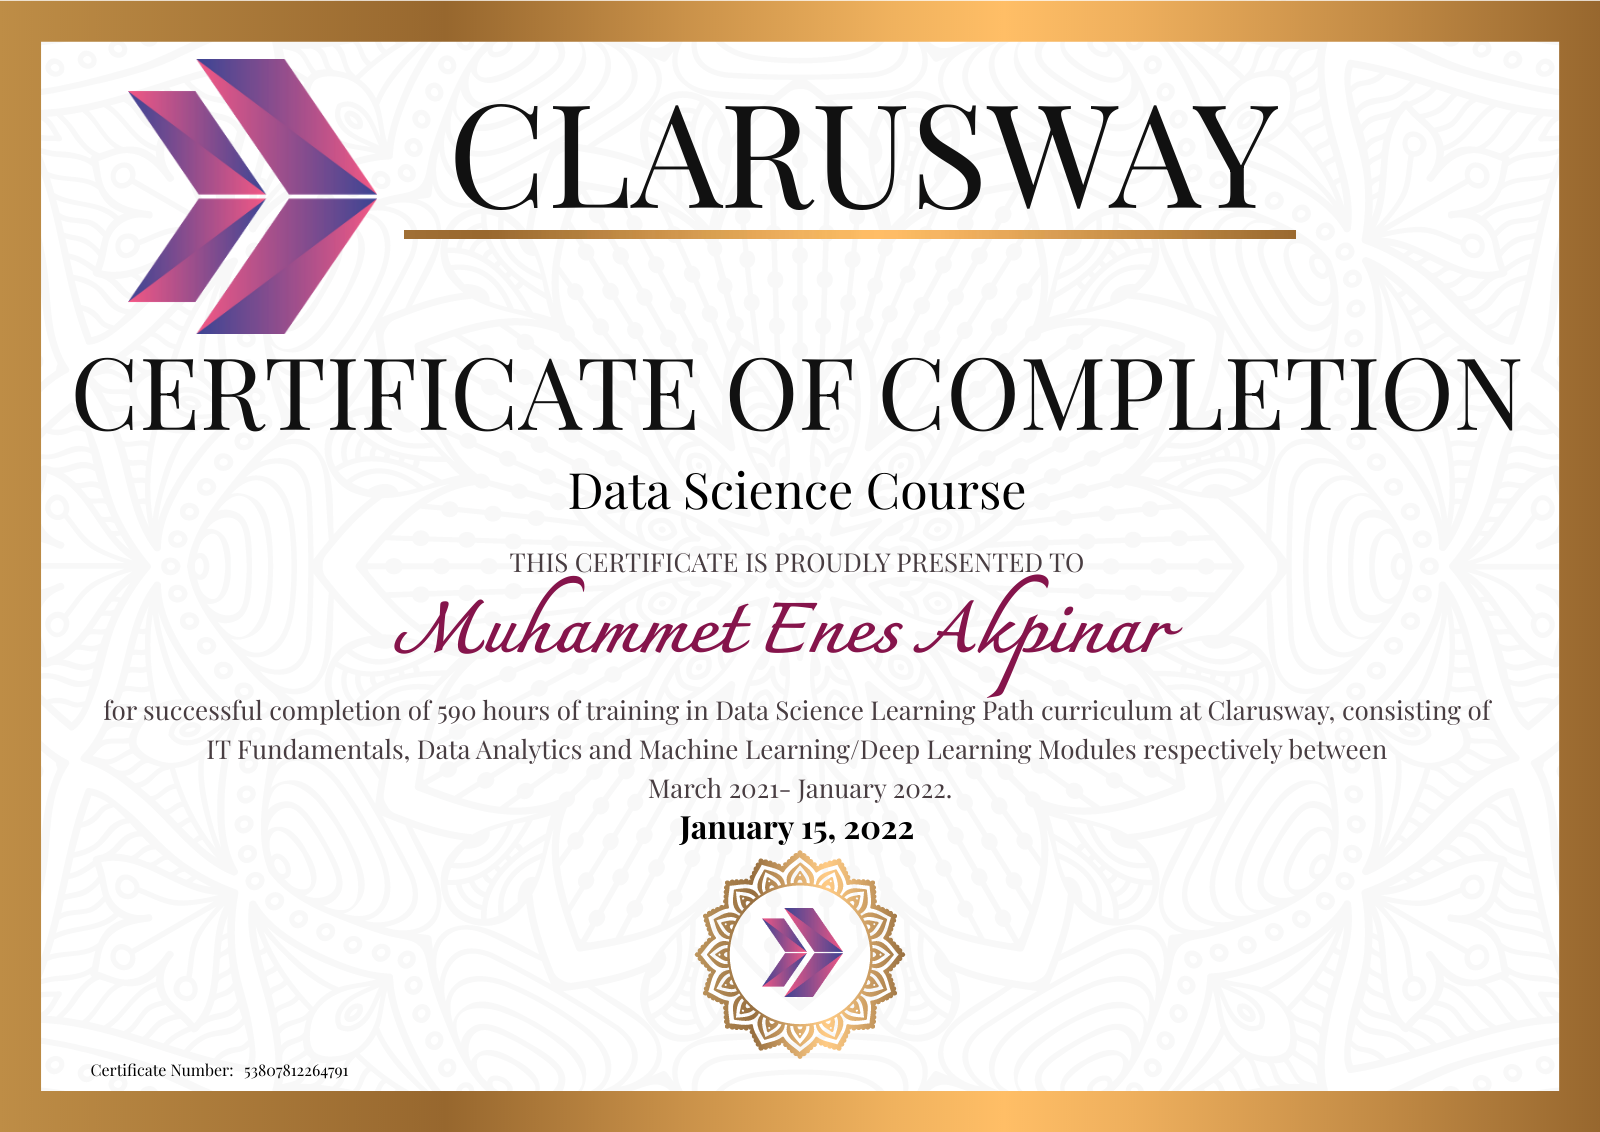 CLARUSWAY
CERTIFICATE OF COMPLETION
Data Science Course
THIS CERTIFICATE IS PROUDLY PRESENTED TO
Muhammet Enes Akpinar
for successful completion of 590 hours of training in Data Science Learning Path curriculum at Clarusway, consisting of
IT Fundamentals, Data Analytics and Machine Learning/Deep Learning Modules respectively between
March 2021- January 2022.
January 15, 2022
Certificate Number: 53807812264791